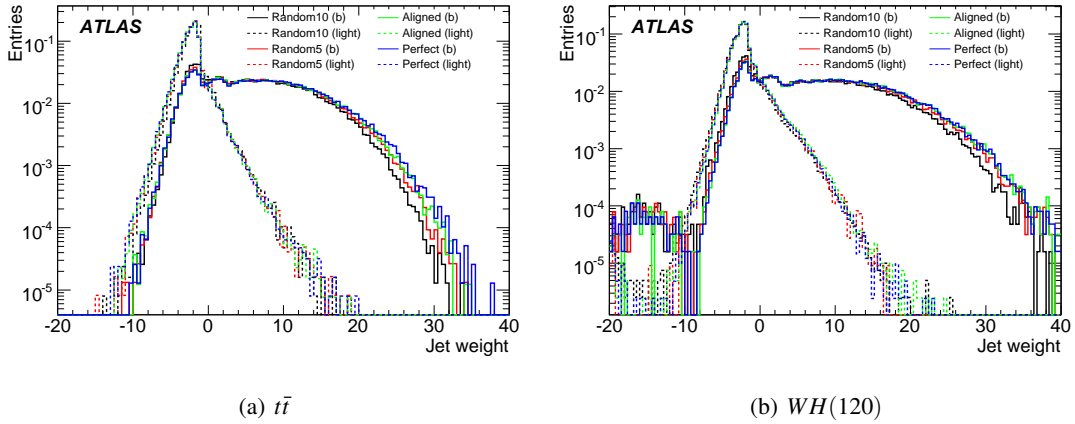 Entries
ATLAS
Random10 (b)
Random10 (light)
Random5 (b)
Random5 (light)
Aligned (b)
Aligned (light)
Perfect (b)
Perfect (light)
10⁻¹
10⁻²
10⁻³
10⁻⁴
10⁻⁵
-20 -10 0 10 20 30 40
Jet weight
(a) tt̄
Entries
ATLAS
Random10 (b)
Random10 (light)
Random5 (b)
Random5 (light)
Aligned (b)
Aligned (light)
Perfect (b)
Perfect (light)
10⁻¹
10⁻²
10⁻³
10⁻⁴
10⁻⁵
-20 -10 0 10 20 30 40
Jet weight
(b) WH(120)